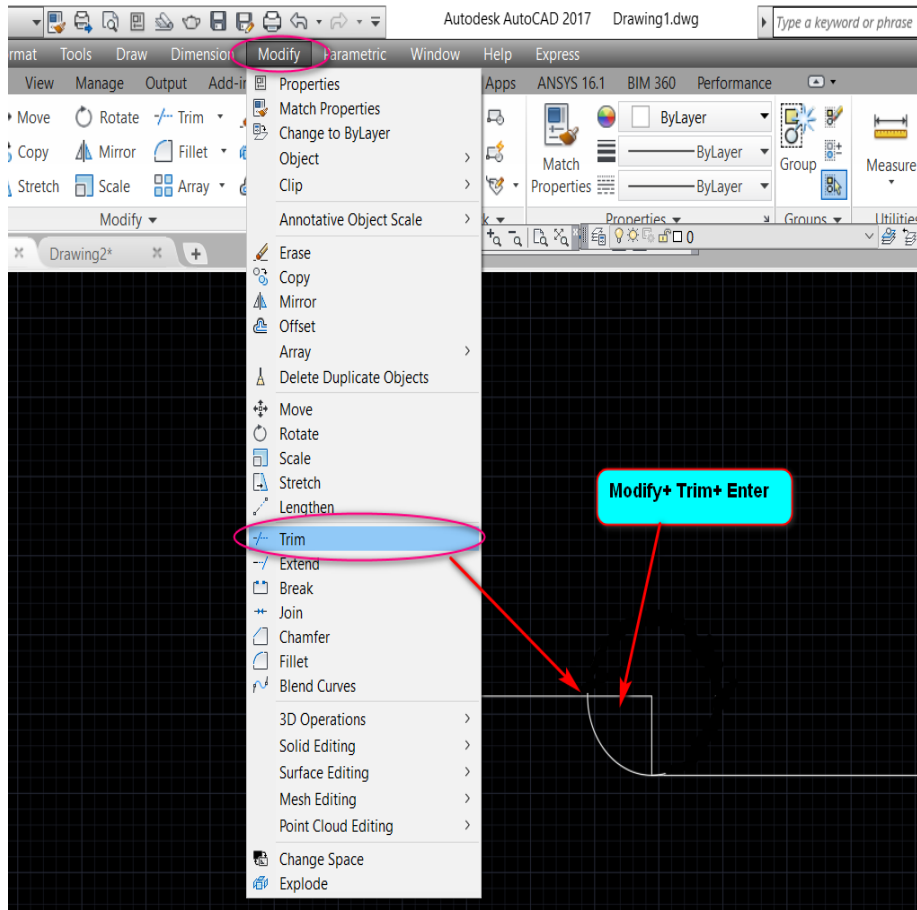 Autodesk AutoCAD 2017 Drawing1.dwg Type a keyword or phrase
rmat Tools Draw Dimension Modify Parametric Window Help Express
View Manage Output Add-in Apps ANSYS 16.1 BIM 360 Performance
Move Rotate Trim
Copy Mirror Fillet
Stretch Scale Array
Modify
ByLayer
ByLayer
ByLayer
Match
Properties
Group
Measure
Properties Groups Utilities
0
Drawing2*
Properties
Match Properties
Change to ByLayer
Object
Clip
Annotative Object Scale
Erase
Copy
Mirror
Offset
Array
Delete Duplicate Objects
Move
Rotate
Scale
Stretch
Lengthen
Trim
Extend
Break
Join
Chamfer
Fillet
Blend Curves
3D Operations
Solid Editing
Surface Editing
Mesh Editing
Point Cloud Editing
Change Space
Explode
Modify+ Trim+ Enter